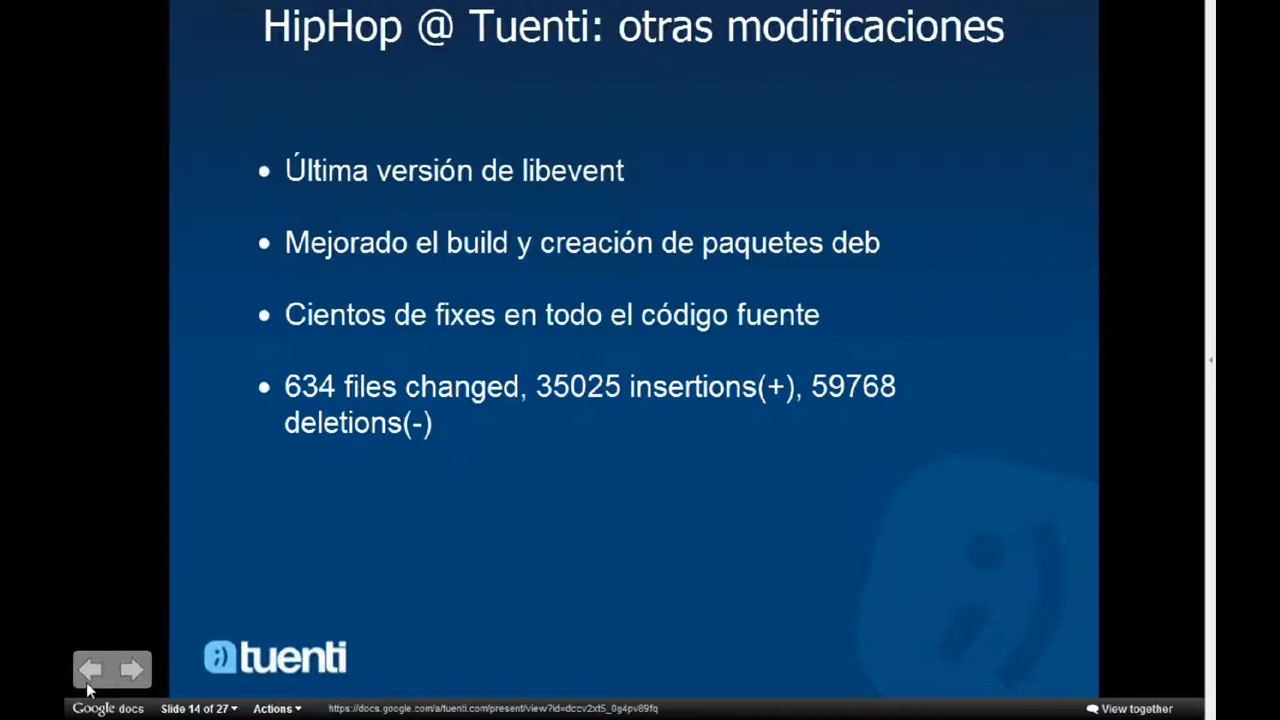 HipHop @ Tuenti: otras modificaciones
• Última versión de libevent
• Mejorado el build y creación de paquetes deb
• Cientos de fixes en todo el código fuente
• 634 files changed, 35025 insertions(+), 59768
deletions(-)
tuenti
Google docs Slide 14 of 27 Actions https://docs.google.com/a/tuenti.com/present/view?id=dccv2xt5_0g4pv89fq View together